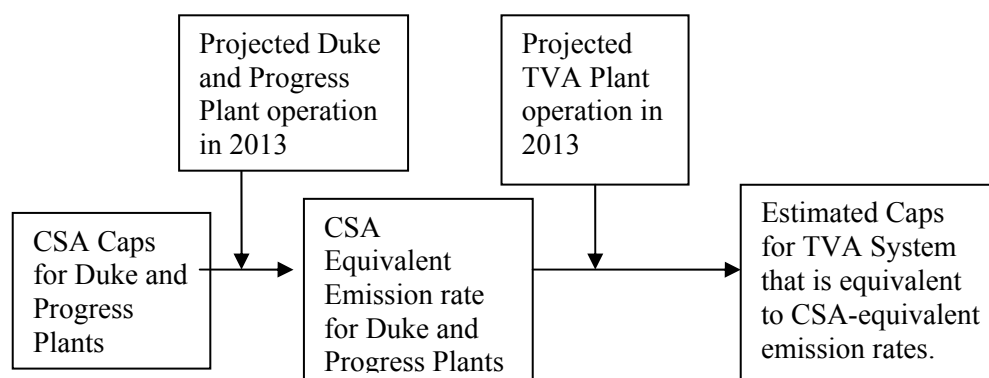 Projected Duke
and Progress
Plant operation
in 2013
Projected
TVA Plant
operation in
2013
CSA Caps
for Duke and
Progress
Plants
CSA
Equivalent
Emission rate
for Duke and
Progress Plants
Estimated Caps
for TVA System
that is equivalent
to CSA-equivalent
emission rates.